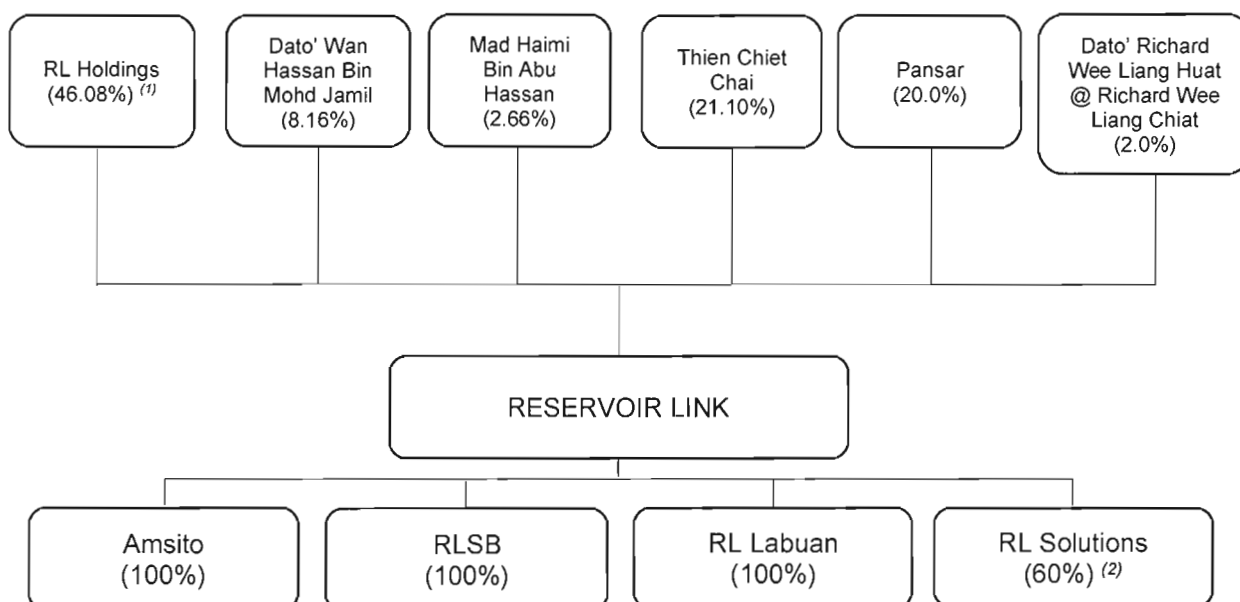 RL Holdings
(46.08%) (1)
Dato' Wan
Hassan Bin
Mohd Jamil
(8.16%)
Mad Haimi
Bin Abu
Hassan
(2.66%)
Thien Chiet
Chai
(21.10%)
Pansar
(20.0%)
Dato' Richard
Wee Liang Huat
@ Richard Wee
Liang Chiat
(2.0%)
RESERVOIR LINK
Amsito
(100%)
RLSB
(100%)
RL Labuan
(100%)
RL Solutions
(60%) (2)